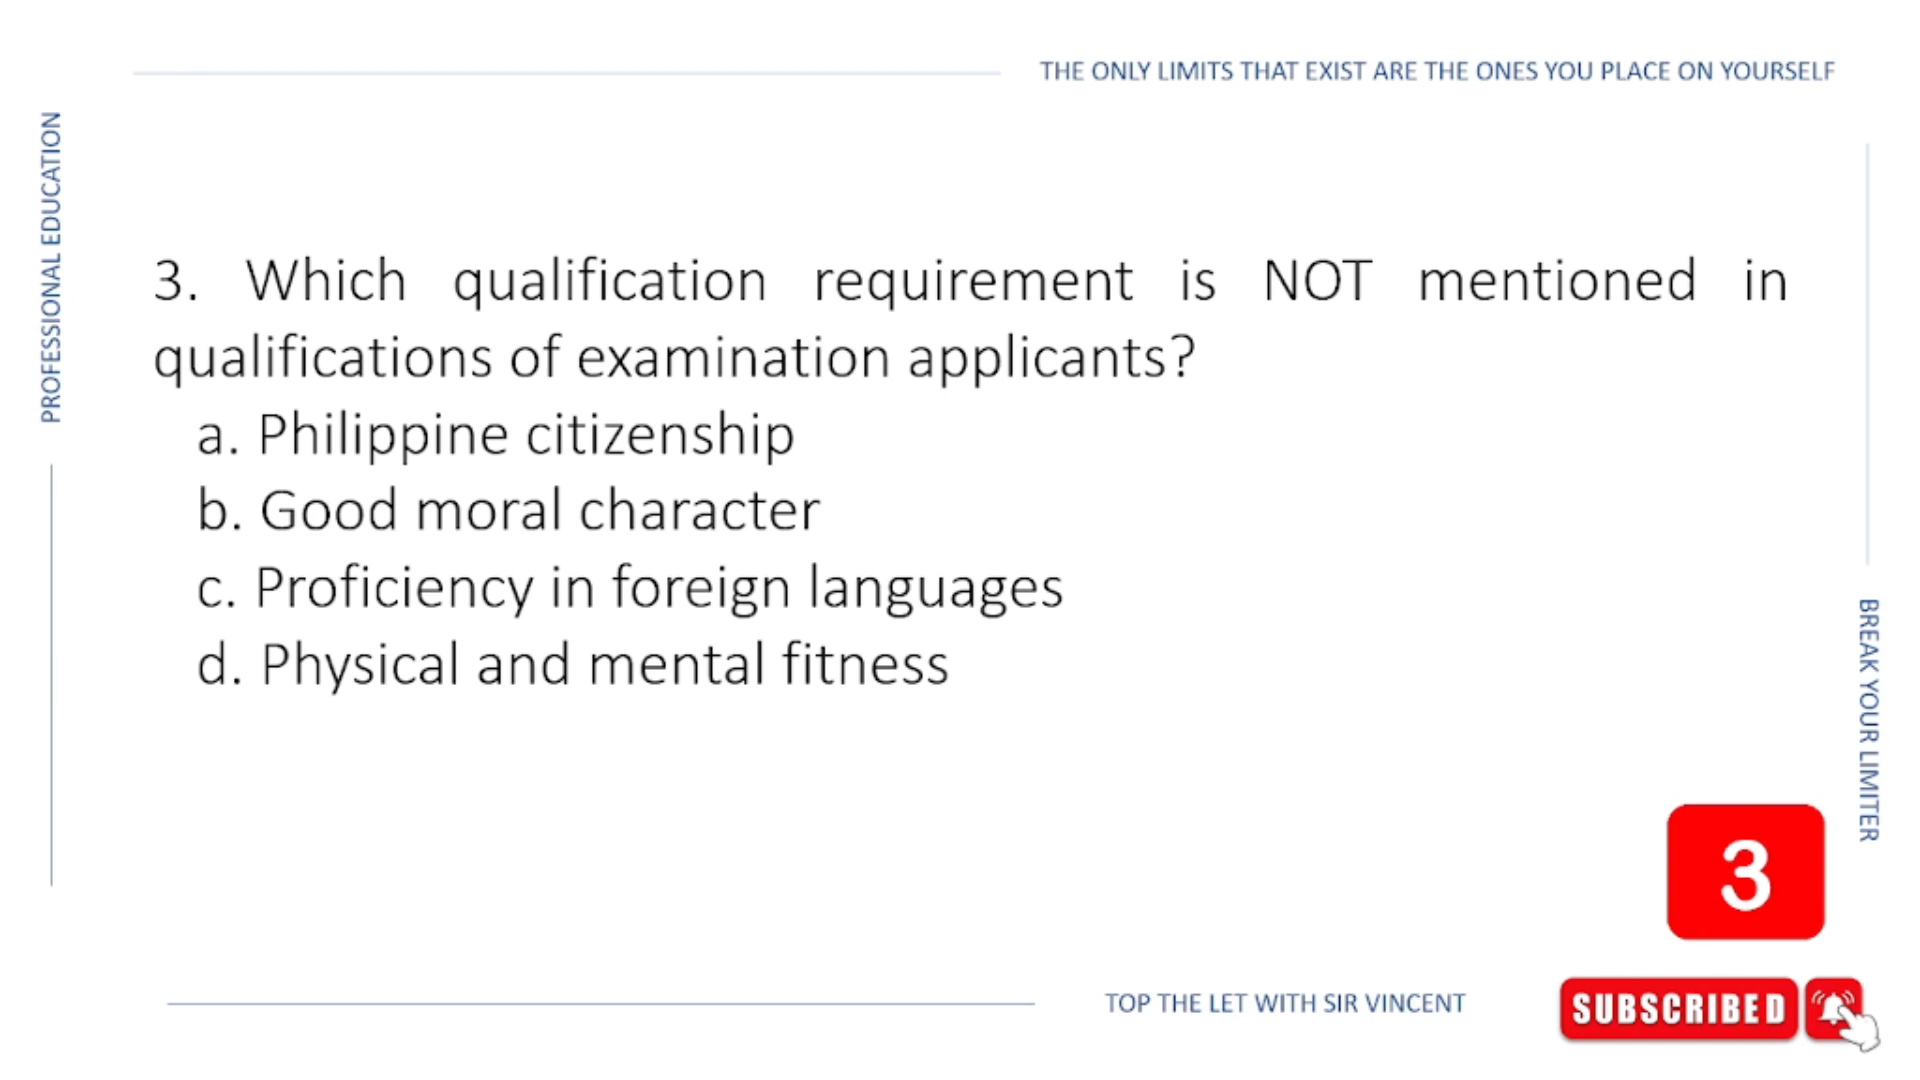 THE ONLY LIMITS THAT EXIST ARE THE ONES YOU PLACE ON YOURSELF
PROFESSIONAL EDUCATION
3. Which qualification requirement is NOT mentioned in
qualifications of examination applicants?
a. Philippine citizenship
b. Good moral character
c. Proficiency in foreign languages
d. Physical and mental fitness
BREAK YOUR LIMITER
3
TOP THE LET WITH SIR VINCENT
SUBSCRIBED